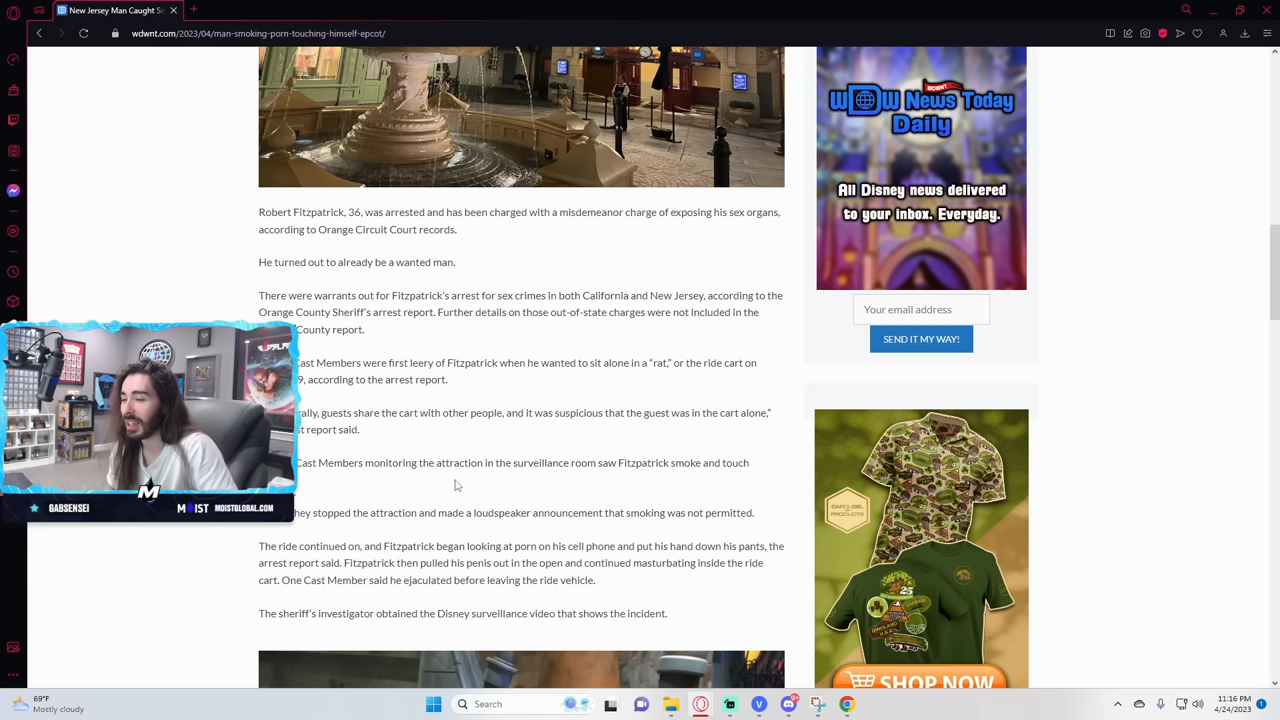 New Jersey Man Caught Sn
wdwnt.com/2023/04/man-smoking-porn-touching-himself-epcot/
WDWNT
WDW News Today
Daily
All Disney news delivered
to your inbox. Everyday.
Your email address
SEND IT MY WAY!
Robert Fitzpatrick, 36, was arrested and has been charged with a misdemeanor charge of exposing his sex organs,
according to Orange Circuit Court records.
He turned out to already be a wanted man.
There were warrants out for Fitzpatrick's arrest for sex crimes in both California and New Jersey, according to the
Orange County Sheriff's arrest report. Further details on those out-of-state charges were not included in the
County report.
Cast Members were first leery of Fitzpatrick when he wanted to sit alone in a “rat,” or the ride cart on
9, according to the arrest report.
rally, guests share the cart with other people, and it was suspicious that the guest was in the cart alone,”
st report said.
Cast Members monitoring the attraction in the surveillance room saw Fitzpatrick smoke and touch
hey stopped the attraction and made a loudspeaker announcement that smoking was not permitted.
The ride continued on, and Fitzpatrick began looking at porn on his cell phone and put his hand down his pants, the
arrest report said. Fitzpatrick then pulled his penis out in the open and continued masturbating inside the ride
cart. One Cast Member said he ejaculated before leaving the ride vehicle.
The sheriff's investigator obtained the Disney surveillance video that shows the incident.
M
GABSENSEI
MOIST
MOISTGLOBAL.COM
25
DINOLAND
U.S.A.
SHOP NOW
69°F
Mostly cloudy
Search
9+
11:16 PM
4/24/2023
1